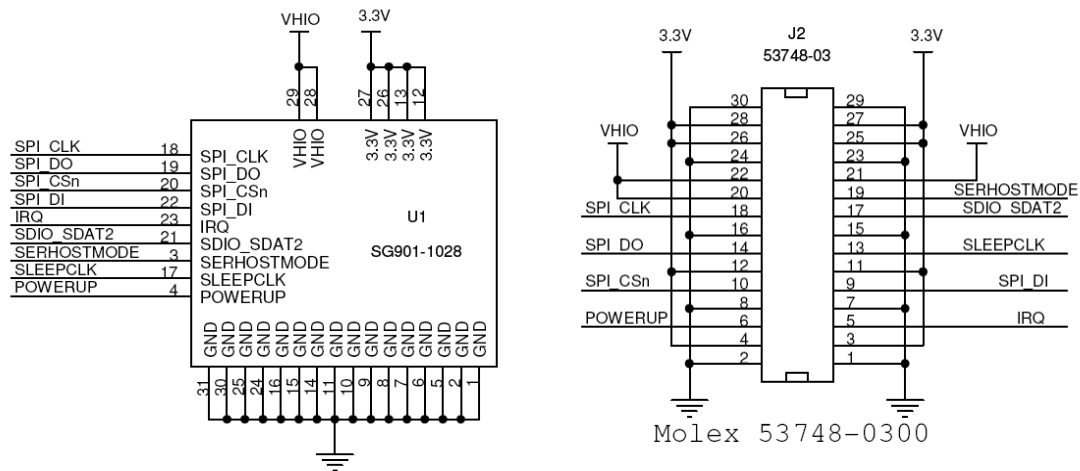 VHIO 3.3V
29 28 27 26 13 12
VHIO VHIO 3.3V 3.3V 3.3V 3.3V
SPI_CLK 18 SPI_CLK
SPI_DO 19 SPI_DO
SPI_CSn 20 SPI_CSn
SPI_DI 22 SPI_DI
IRQ 23 IRQ
SDIO_SDAT2 21 SDIO_SDAT2
SERHOSTMODE 3 SERHOSTMODE
SLEEPCLK 17 SLEEPCLK
POWERUP 4 POWERUP
U1
SG901-1028
GND GND GND GND GND GND GND GND GND GND GND GND GND GND GND GND
31 30 25 24 16 15 14 11 10 9 8 7 6 5 2 1
3.3V J2 3.3V
53748-03
30 29
28 27
26 25
VHIO 24 23 VHIO
22 21
20 19 SERHOSTMODE
SPI_CLK 18 17 SDIO_SDAT2
16 15
SPI_DO 14 13 SLEEPCLK
12 11
SPI_CSn 10 9 SPI_DI
8 7
POWERUP 6 5 IRQ
4 3
2 1
Molex 53748-0300